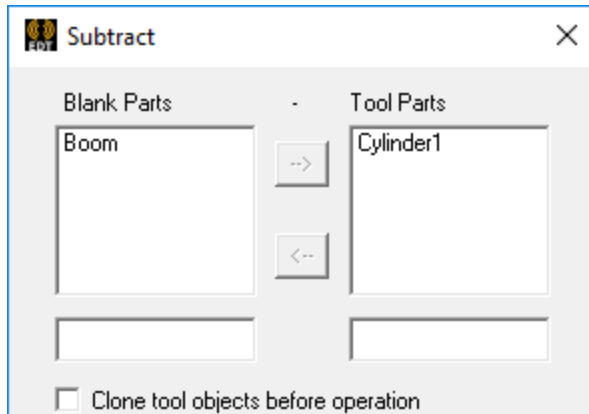 EDT Subtract
Blank Parts - Tool Parts
Boom Cylinder1
-->
<--
Clone tool objects before operation